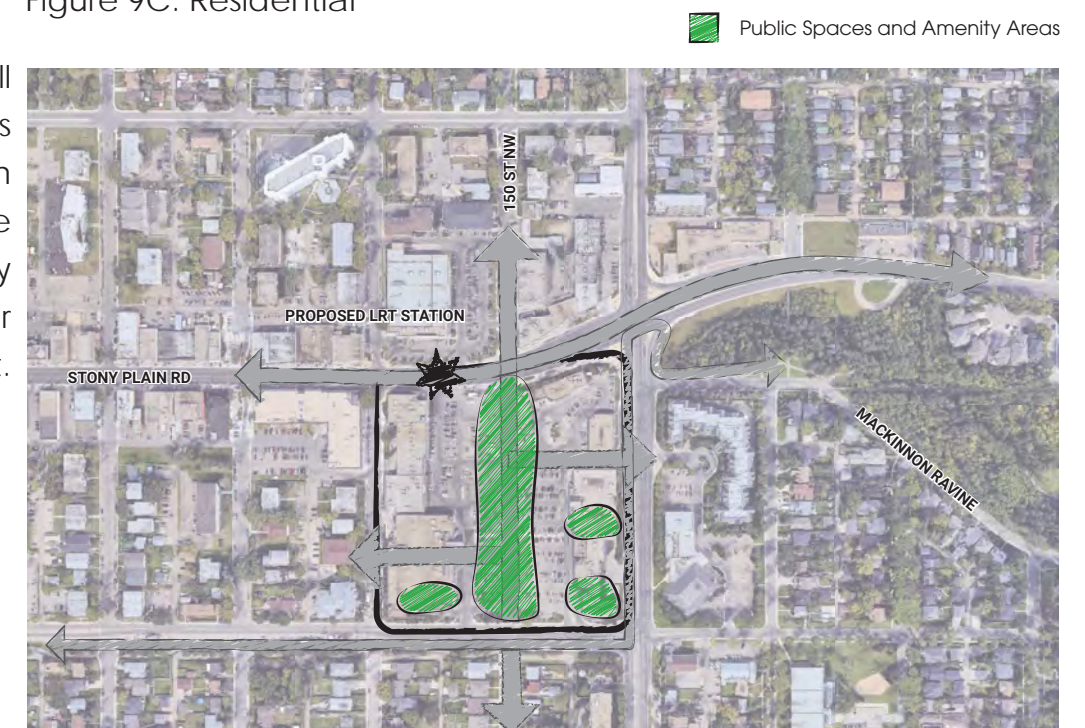 Figure 9C: Residential
Public Spaces and Amenity Areas
150 ST NW
PROPOSED LRT STATION
STONY PLAIN RD
MACKINNON RAVINE